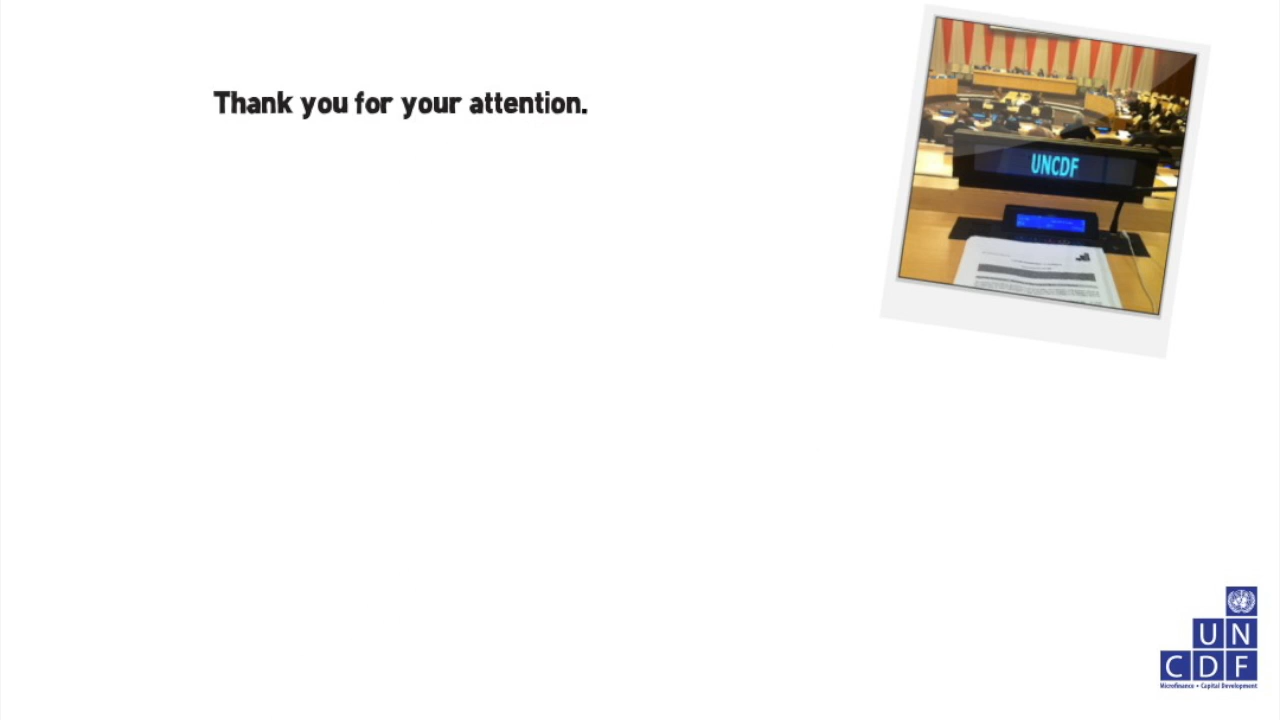 Thank you for your attention.
UNCDF
UN
CDF
Microfinance • Capital Development